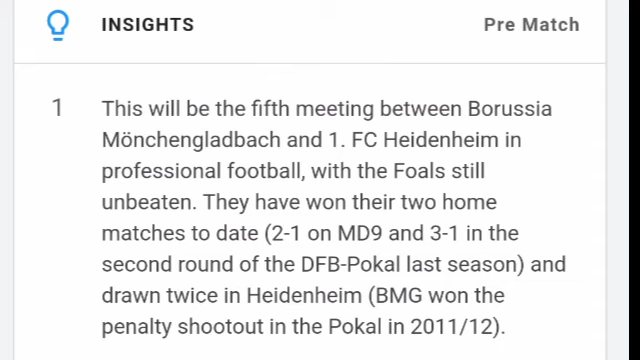 INSIGHTS Pre Match
1 This will be the fifth meeting between Borussia
Mönchengladbach and 1. FC Heidenheim in
professional football, with the Foals still
unbeaten. They have won their two home
matches to date (2-1 on MD9 and 3-1 in the
second round of the DFB-Pokal last season) and
drawn twice in Heidenheim (BMG won the
penalty shootout in the Pokal in 2011/12).